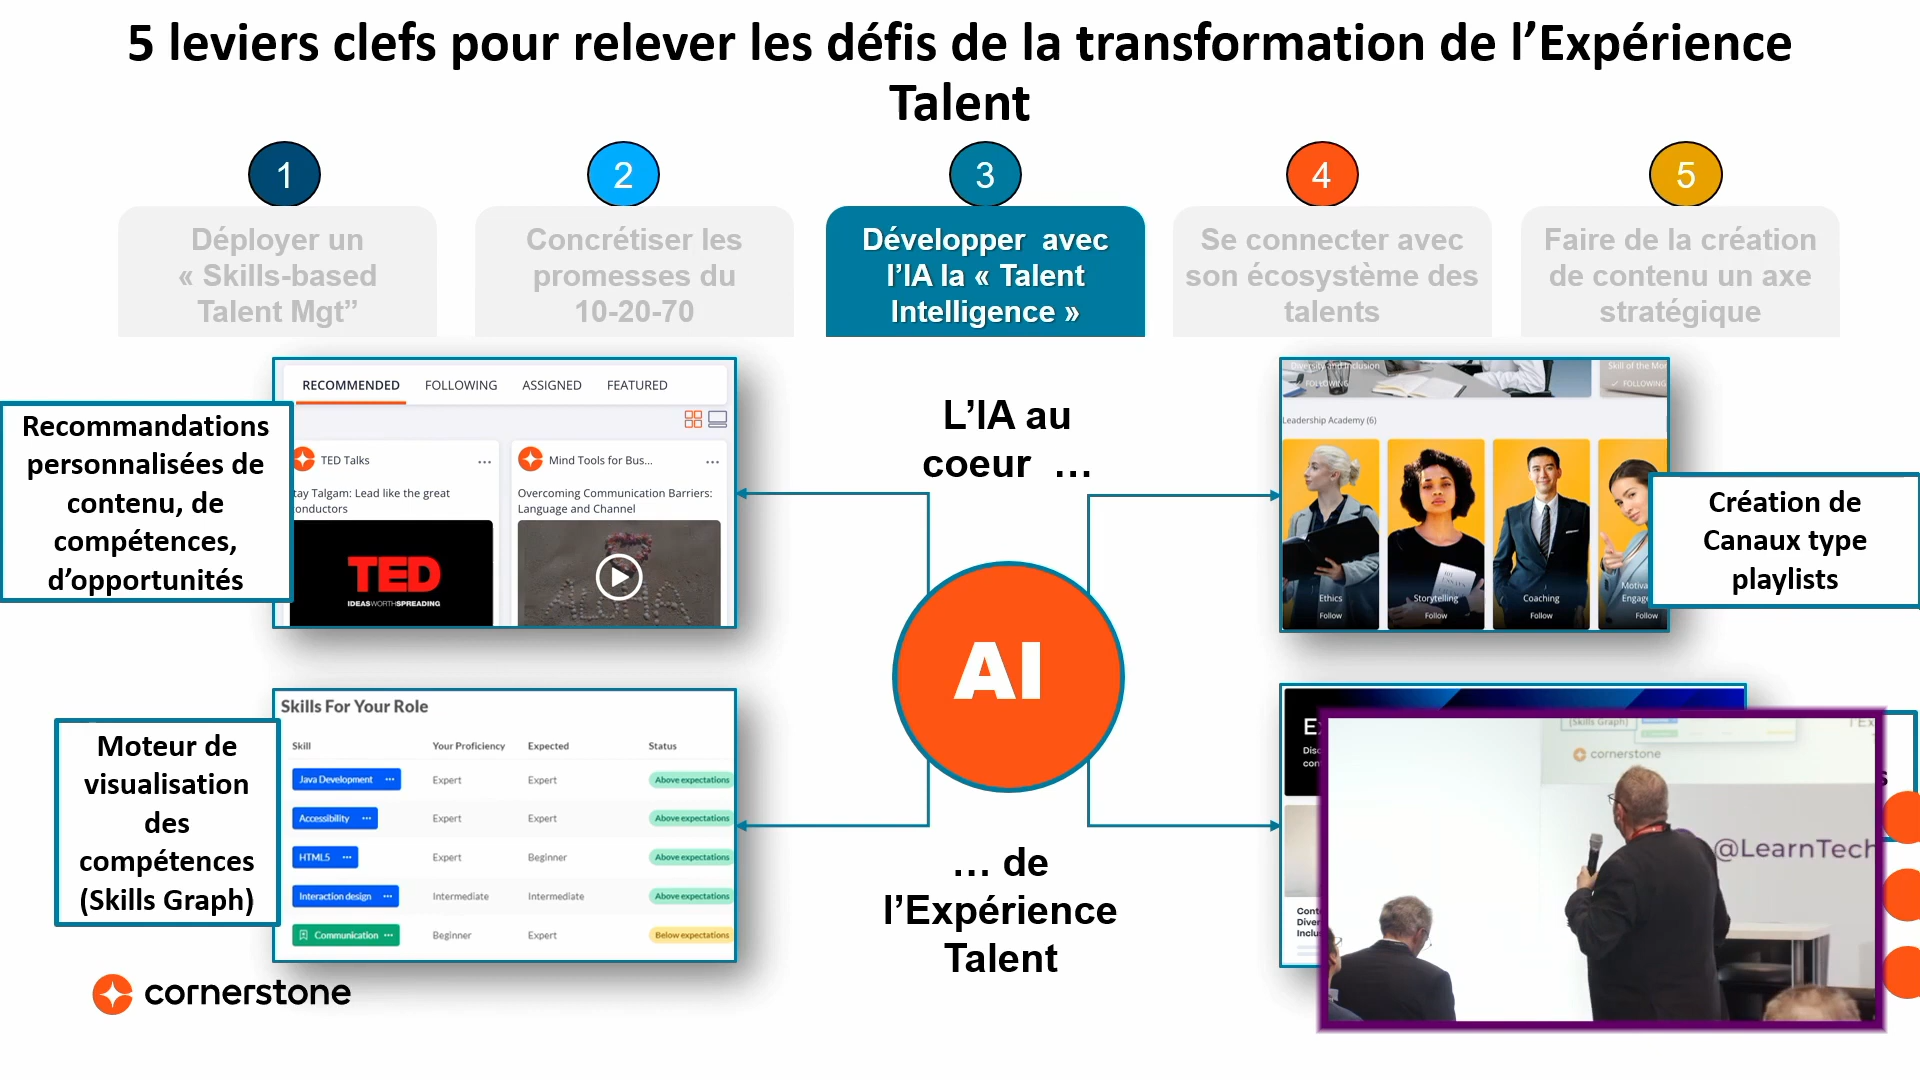 5 leviers clefs pour relever les défis de la transformation de l’Expérience
Talent
1
2
3
4
5
Déployer un
« Skills-based
Talent Mgt”
Concrétiser les
promesses du
10-20-70
Développer avec
l’IA la « Talent
Intelligence »
Se connecter avec
son écosystème des
talents
Faire de la création
de contenu un axe
stratégique
Recommandations
personnalisées de
contenu, de
compétences,
d’opportunités
RECOMMENDED FOLLOWING ASSIGNED FEATURED
TED Talks ...
Talgam: Lead like the great
Mind Tools for Bus... ...
Overcoming Communication Barriers:
Language and Channel
TED
IDEAS WORTH SPREADING
ALOHA
L’IA au
coeur ...
AI
... de
l’Expérience
Talent
Diversity and Inclusion
FOLLOWING
Skill of the
FOLLOWING
Leadership Academy (6)
Ethics
Follow
Storytelling
Follow
Coaching
Follow
Follow
Création de
Canaux type
playlists
Moteur de
visualisation
des
compétences
(Skills Graph)
Skills For Your Role
Skill Your Proficiency Expected Status
Java Development ... Expert Expert Above expectations
Accessibility ... Expert Expert Above expectations
HTML5 ... Expert Beginner Above expectations
Interaction design ... Intermediate Intermediate Above expectations
Communication ... Beginner Expert Below expectations
(Skills Graph)
cornerstone
@LearnTech
cornerstone